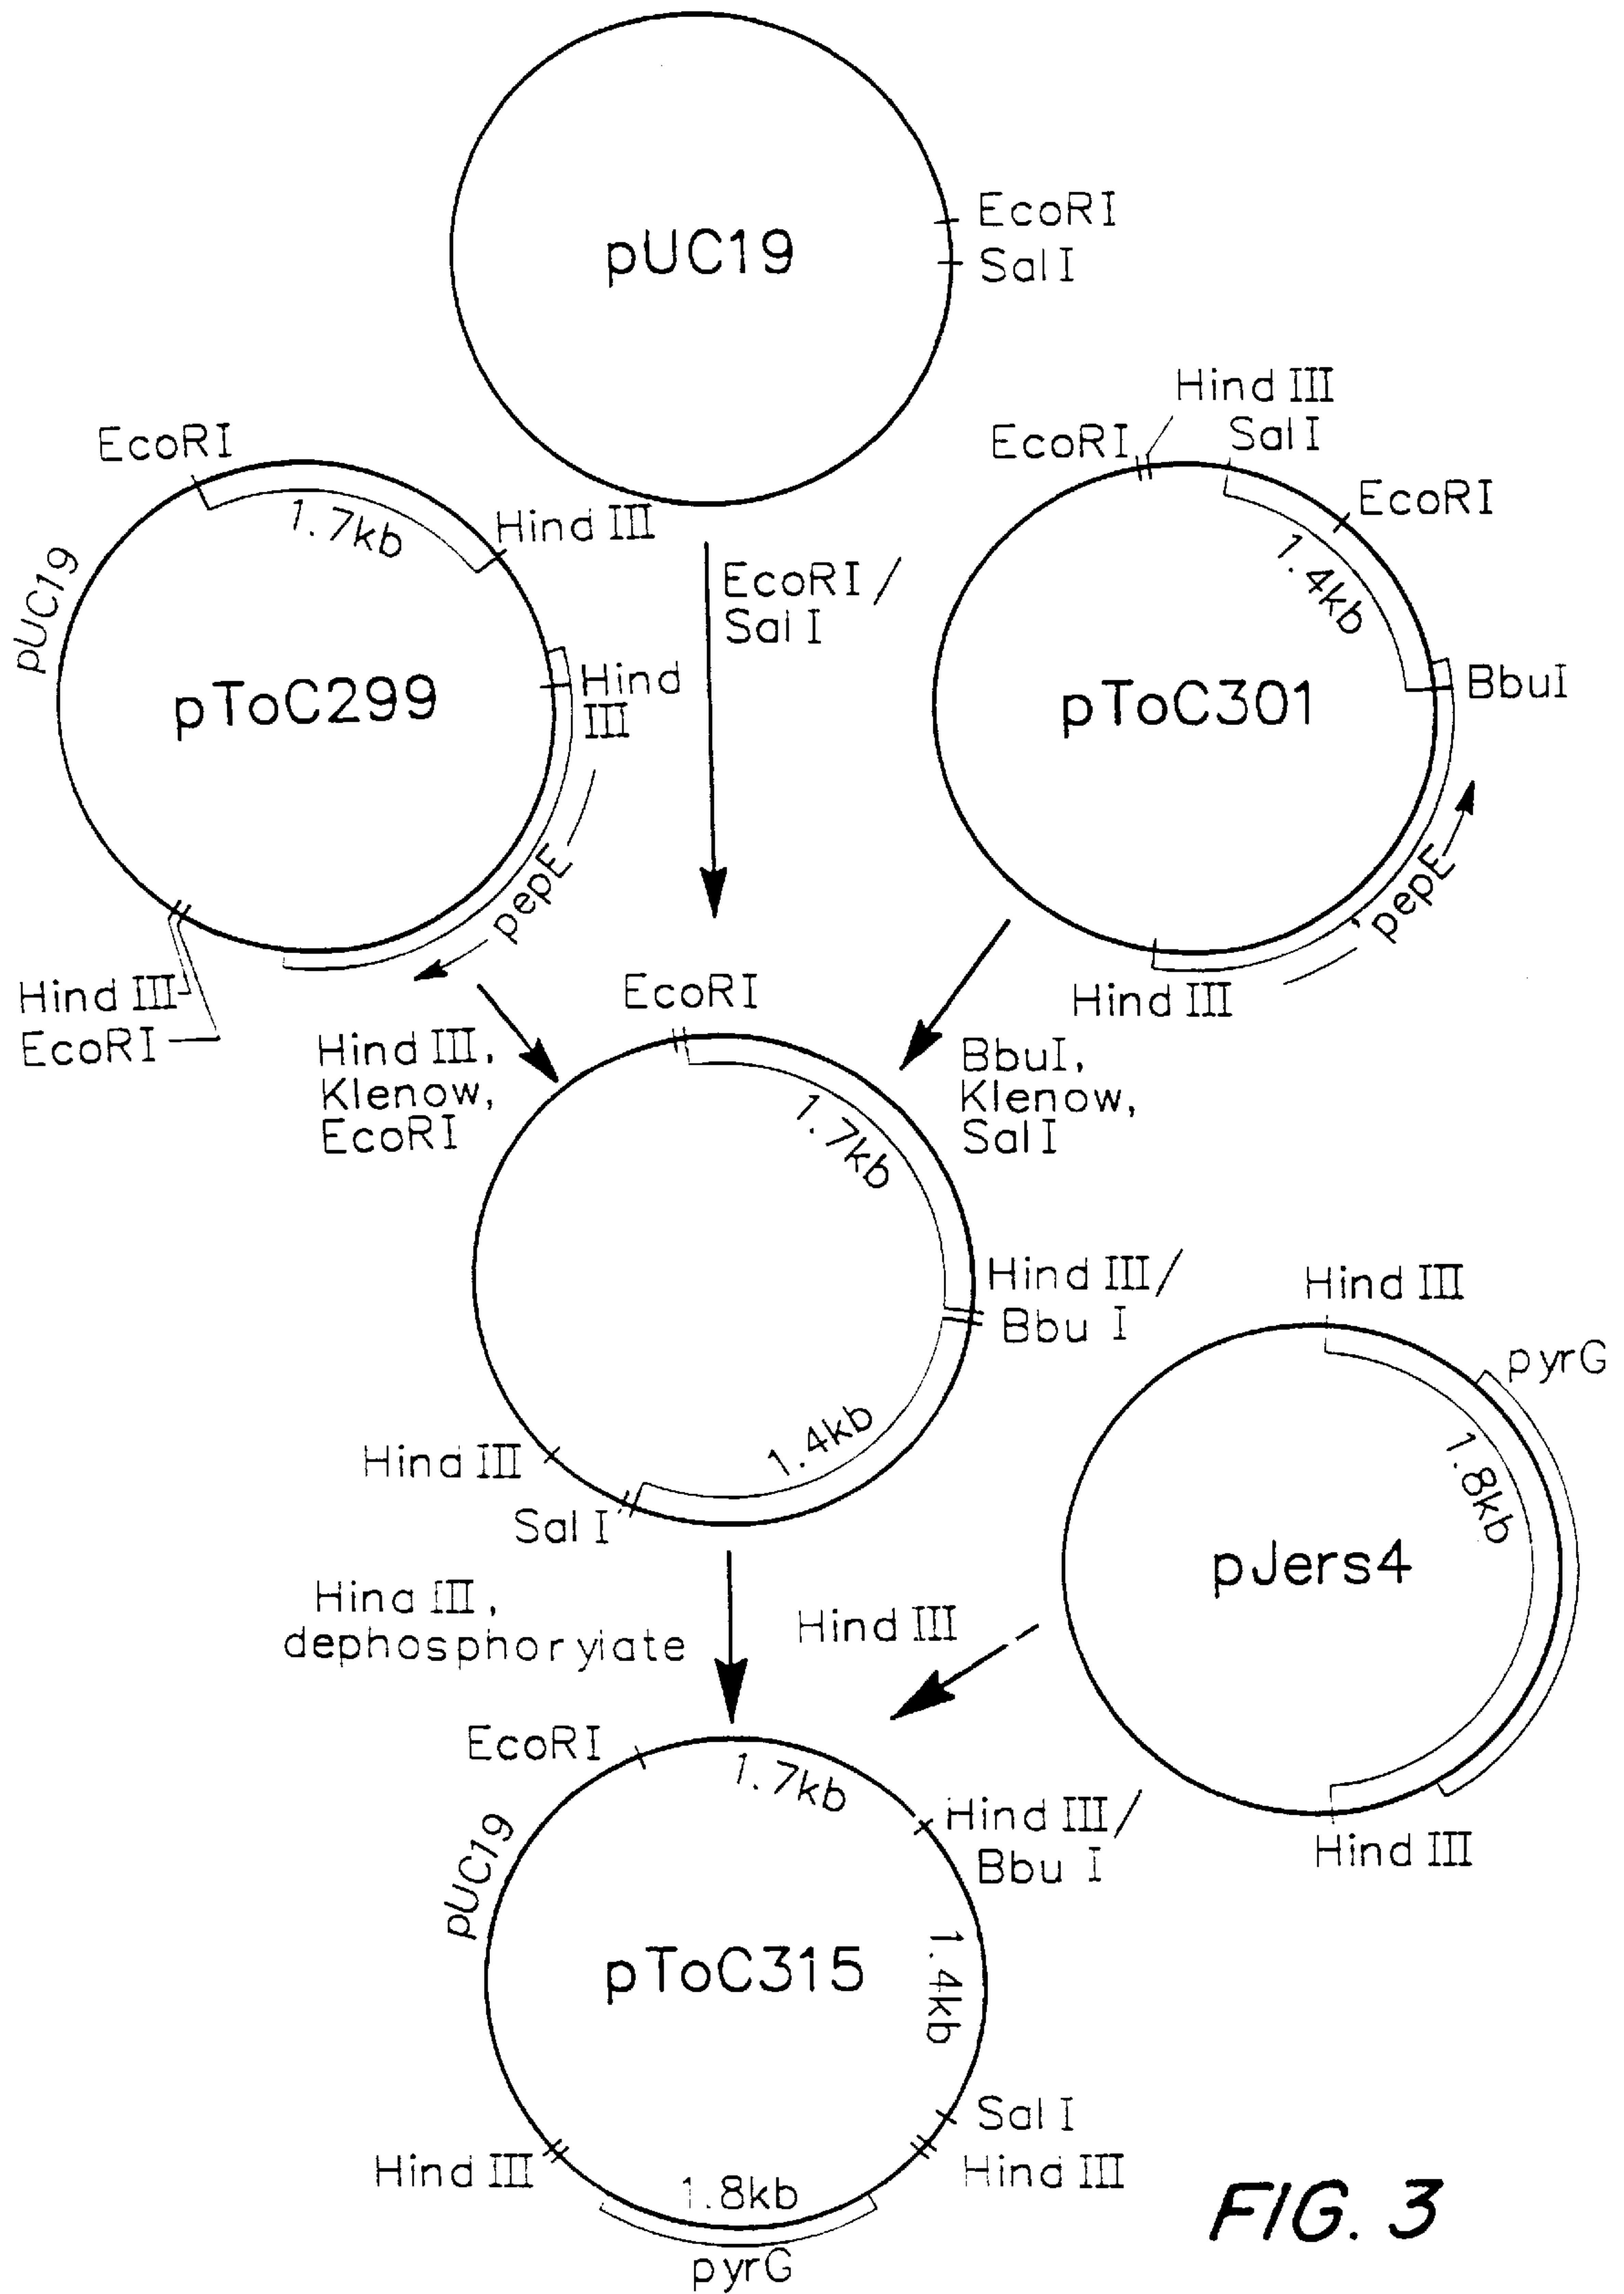 EcoRI
pUC19
Sal I
Hind III
EcoRI
Sal I
EcoRI
EcoRI
1.7kb
Hind III
pUC19
EcoRI /
Sal I
1.4kb
Hind
III
BbuI
pToC299
pToC301
pepE
pepE
Hind III
EcoRI
Hind III
EcoRI
Hind III,
Klenow,
EcoRI
BbuI,
Klenow,
Sal I
1.7kb
Hind III/
Bbu I
Hind III
pyrG
1.4kb
1.8kb
Hind III
Sal I
pJers4
Hind III,
dephosphoryiate
Hind III
EcoRI
1.7kb
Hind III/
Bbu I
Hind III
pUC19
1.4kb
pToC315
Sal I
Hind III
Hind III
1.8kb
pyrG
FIG. 3